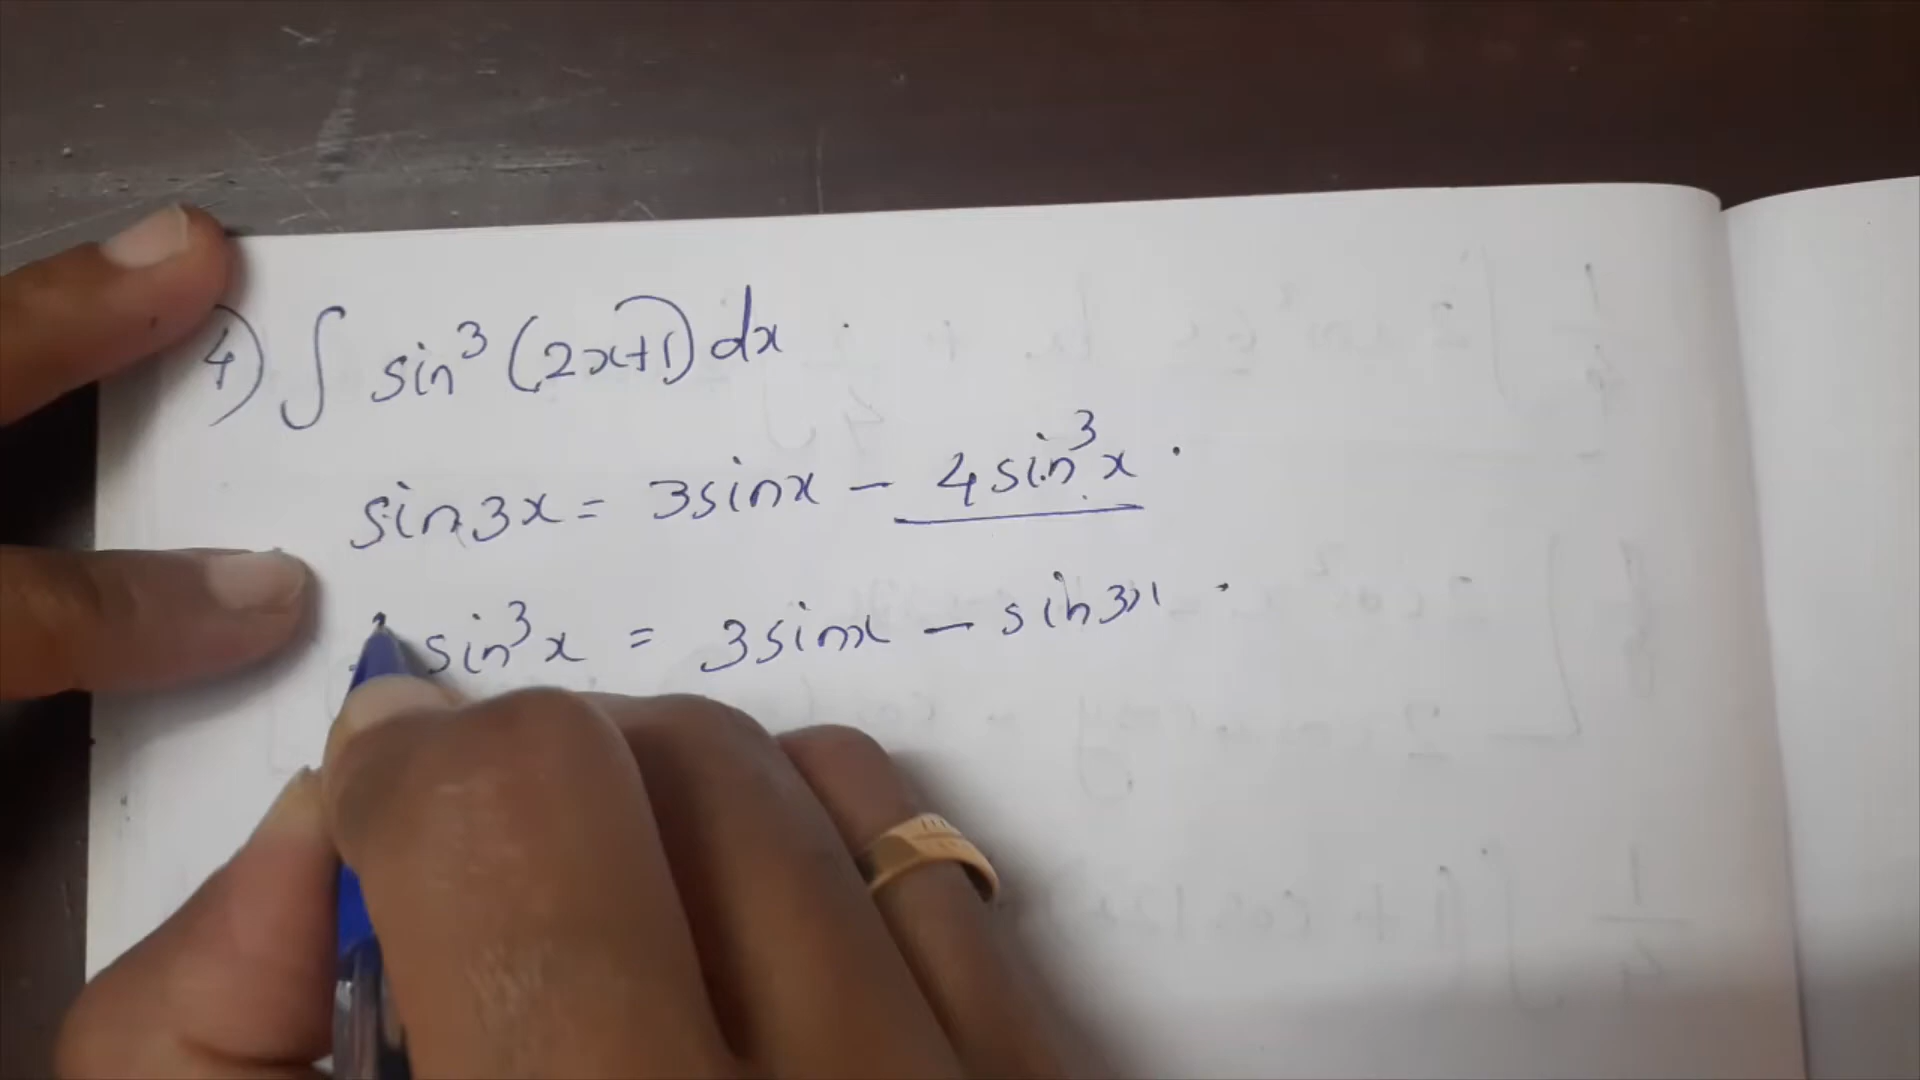 4) ∫ sin³ (2x+1) dx
sin3x = 3sinx − 4sin³x .
sin³x = 3sinx − sin3x .